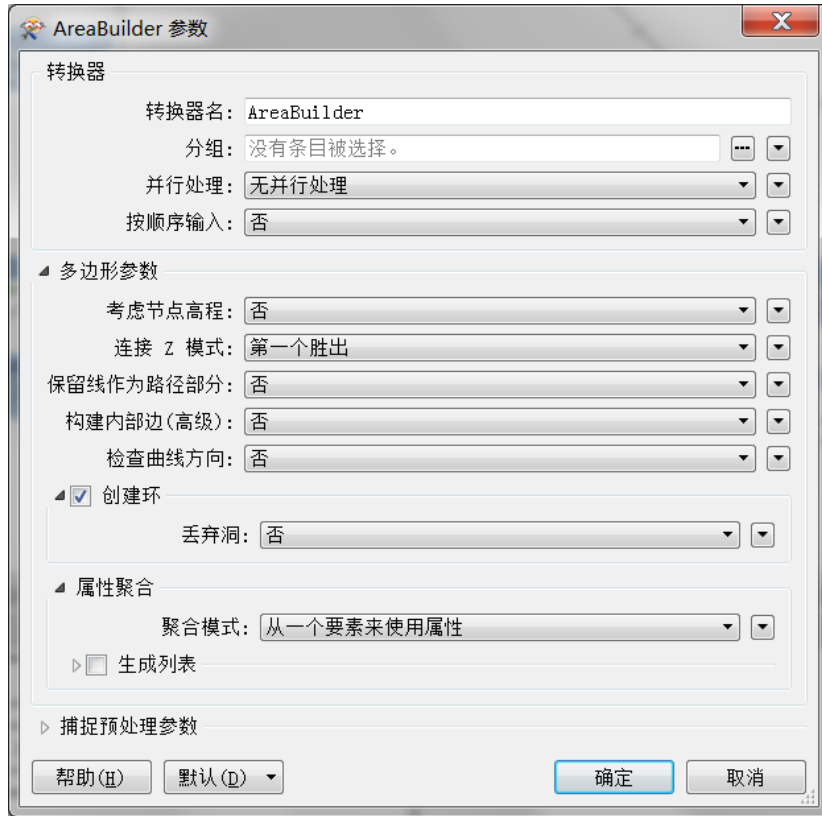 AreaBuilder 参数
转换器
转换器名: AreaBuilder
分组: 没有条目被选择。
并行处理: 无并行处理
按顺序输入: 否
多边形参数
考虑节点高程: 否
连接 Z 模式: 第一个胜出
保留线作为路径部分: 否
构建内部边(高级): 否
检查曲线方向: 否
创建环
丢弃洞: 否
属性聚合
聚合模式: 从一个要素来使用属性
生成列表
捕捉预处理参数
帮助(H) 默认(D) 确定 取消